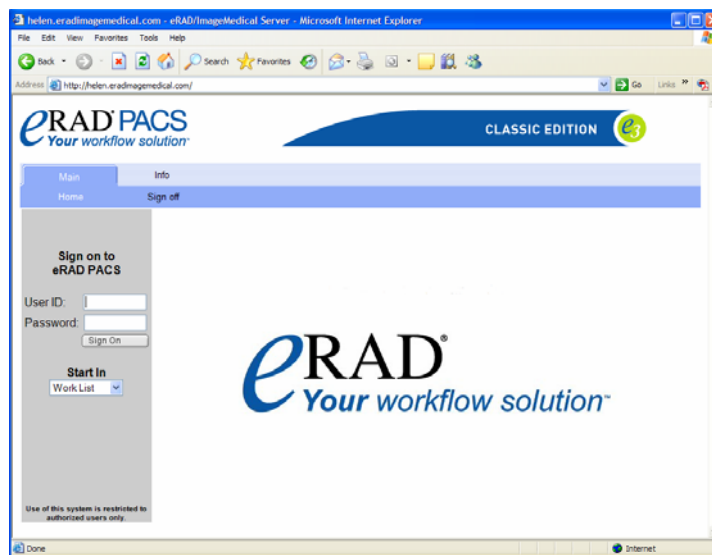 helen.eradimagemedical.com - eRAD/ImageMedical Server - Microsoft Internet Explorer
File Edit View Favorites Tools Help
Back Search Favorites
Address http://helen.eradimagemedical.com/ Go Links »
eRAD® PACS
Your workflow solution™
CLASSIC EDITION e3
Main Info
Home Sign off
Sign on to
eRAD PACS
User ID:
Password:
Sign On
Start In
Work List
eRAD®
Your workflow solution™
Use of this system is restricted to
authorized users only.
Done Internet